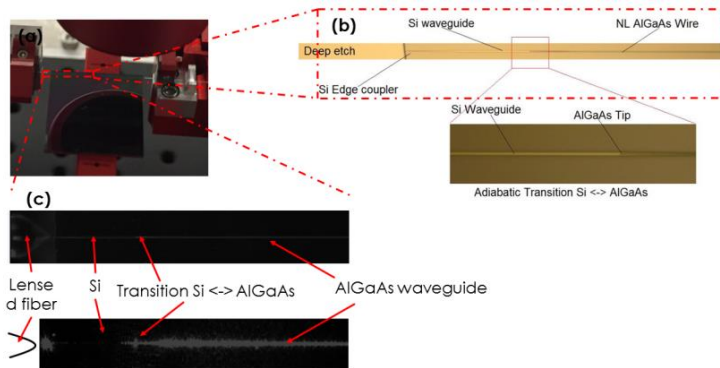 (a)
(b)
Si waveguide
NL AlGaAs Wire
Deep etch
Si Edge coupler
Si Waveguide
AlGaAs Tip
Adiabatic Transition Si <-> AlGaAs
(c)
Lense
d fiber
Si
Transition Si <-> AlGaAs
AlGaAs waveguide